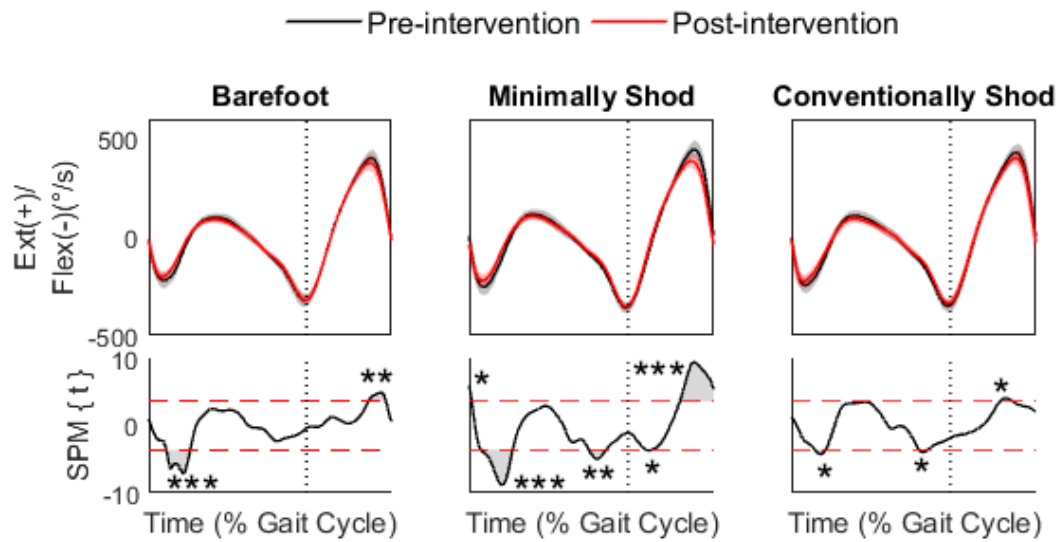 Pre-intervention Post-intervention
Barefoot Minimally Shod Conventionally Shod
Ext(+)/
Flex(-)(°/s)
500
0
-500
SPM { t }
10
0
-10
** * *** *
*** *** ** * * *
Time (% Gait Cycle) Time (% Gait Cycle) Time (% Gait Cycle)